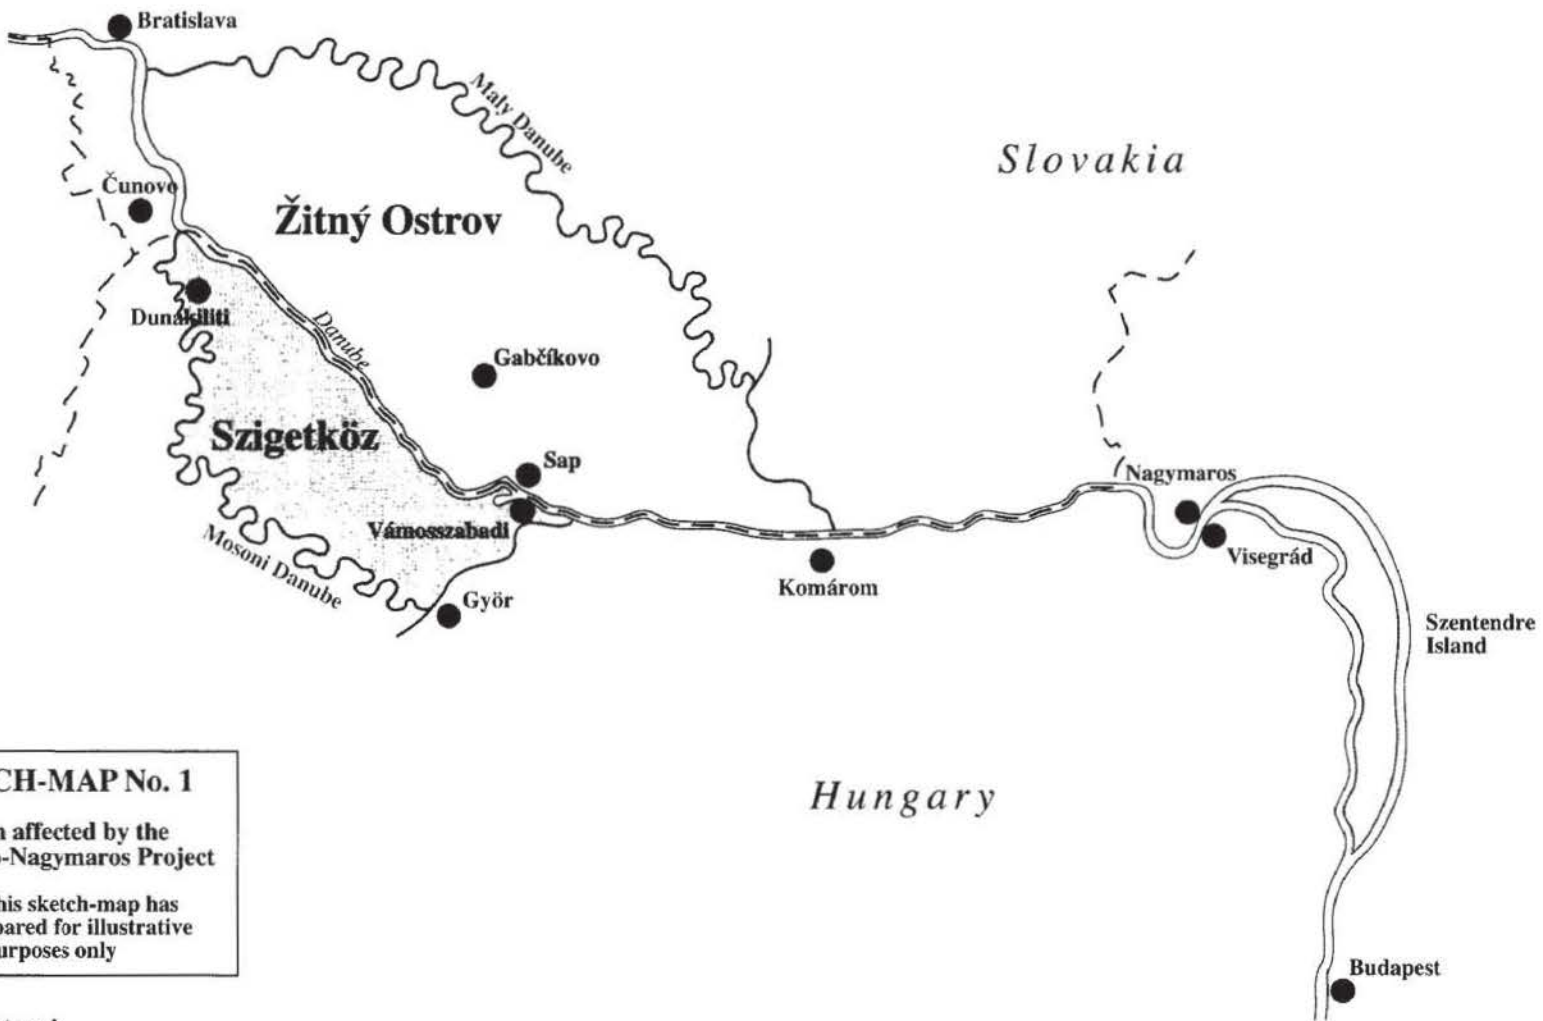 Bratislava
Maly Danube
Slovakia
Čunovo
Žitný Ostrov
Dunakiliti
Danube
Gabčíkovo
Szigetköz
Sap
Nagymaros
Vámosszabadi
Visegrád
Mosoni Danube
Komárom
Györ
Szentendre
Island
CH-MAP No. 1
Hungary
affected by the
-Nagymaros Project
his sketch-map has
pared for illustrative
urposes only
Budapest